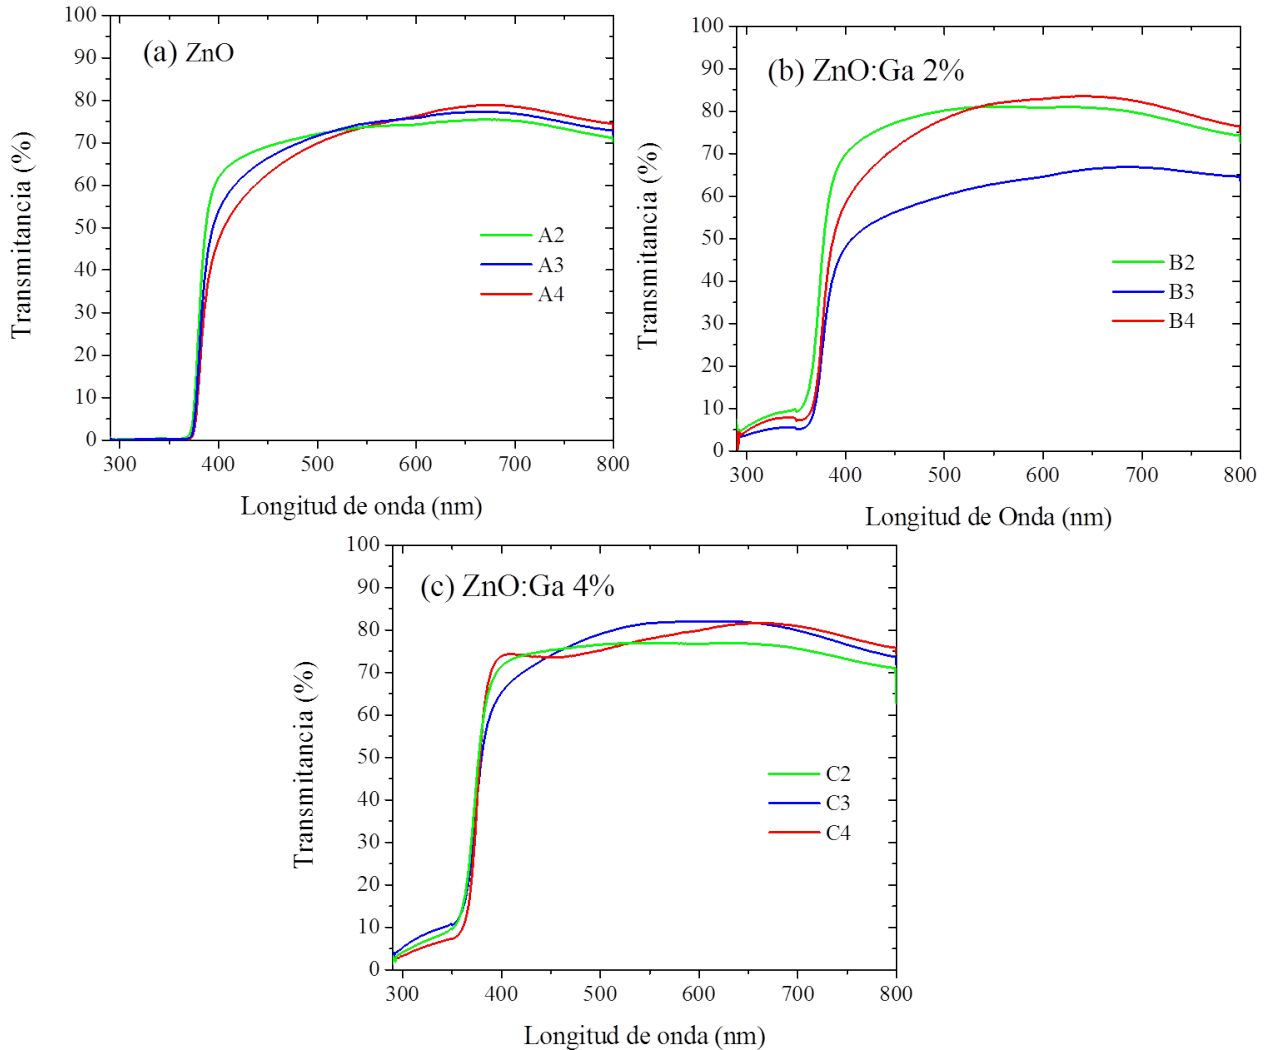 (a) ZnO
Transmitancia (%)
100
90
80
70
60
50
40
30
20
10
0
A2
A3
A4
300
400
500
600
700
800
Longitud de onda (nm)
(b) ZnO:Ga 2%
Transmitancia (%)
100
90
80
70
60
50
40
30
20
10
0
B2
B3
B4
300
400
500
600
700
800
Longitud de Onda (nm)
(c) ZnO:Ga 4%
Transmitancia (%)
100
90
80
70
60
50
40
30
20
10
0
C2
C3
C4
300
400
500
600
700
800
Longitud de onda (nm)